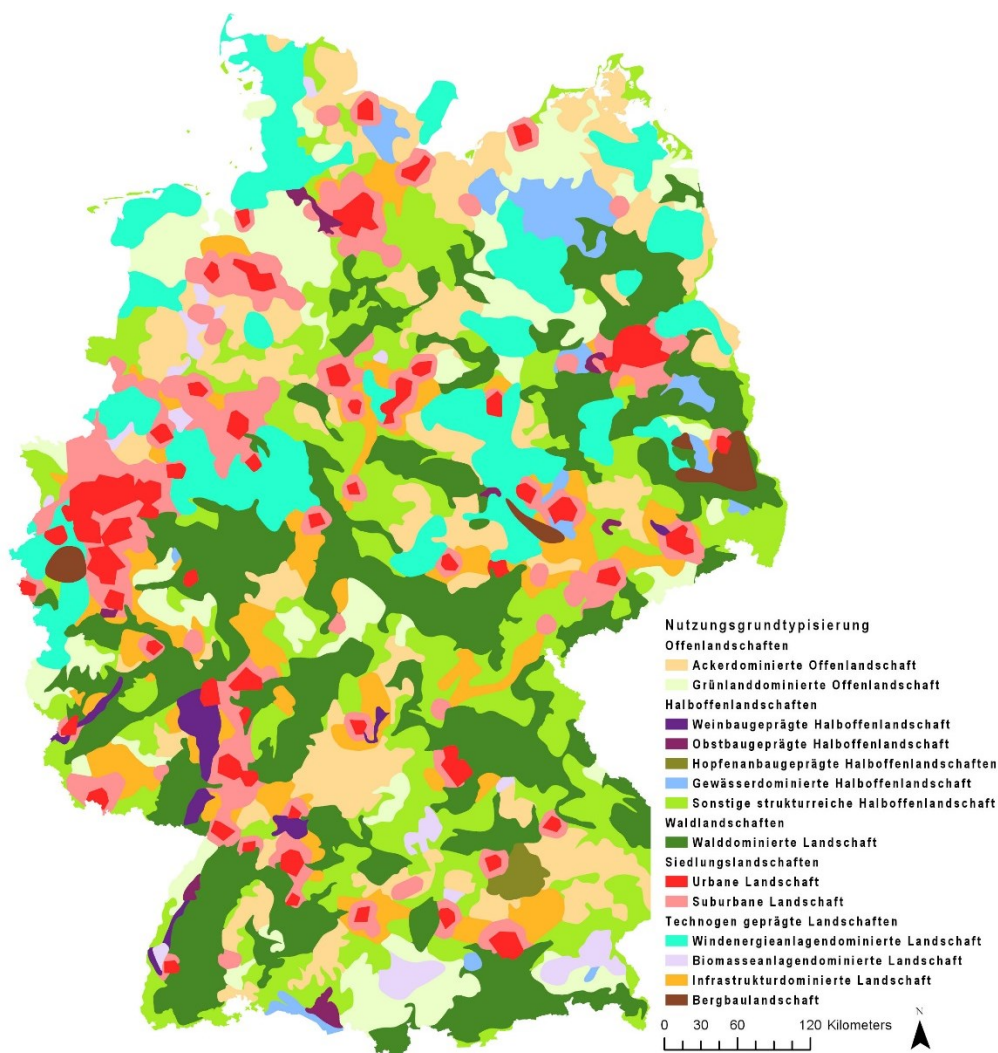 Nutzungsgrundtypisierung
Offenlandschaften
Ackerdominierte Offenlandschaft
Grünlanddominierte Offenlandschaft
Halboffenlandschaften
Weinbaugeprägte Halboffenlandschaft
Obstbaugeprägte Halboffenlandschaft
Hopfenanbaugeprägte Halboffenlandschaften
Gewässerdominierte Halboffenlandschaft
Sonstige strukturreiche Halboffenlandschaft
Waldlandschaften
Walddominierte Landschaft
Siedlungslandschaften
Urbane Landschaft
Suburbane Landschaft
Technogen geprägte Landschaften
Windenergieanlagendominierte Landschaft
Biomasseanlagendominierte Landschaft
Infrastrukturdominierte Landschaft
Bergbaulandschaft
N
0 30 60 120 Kilometers